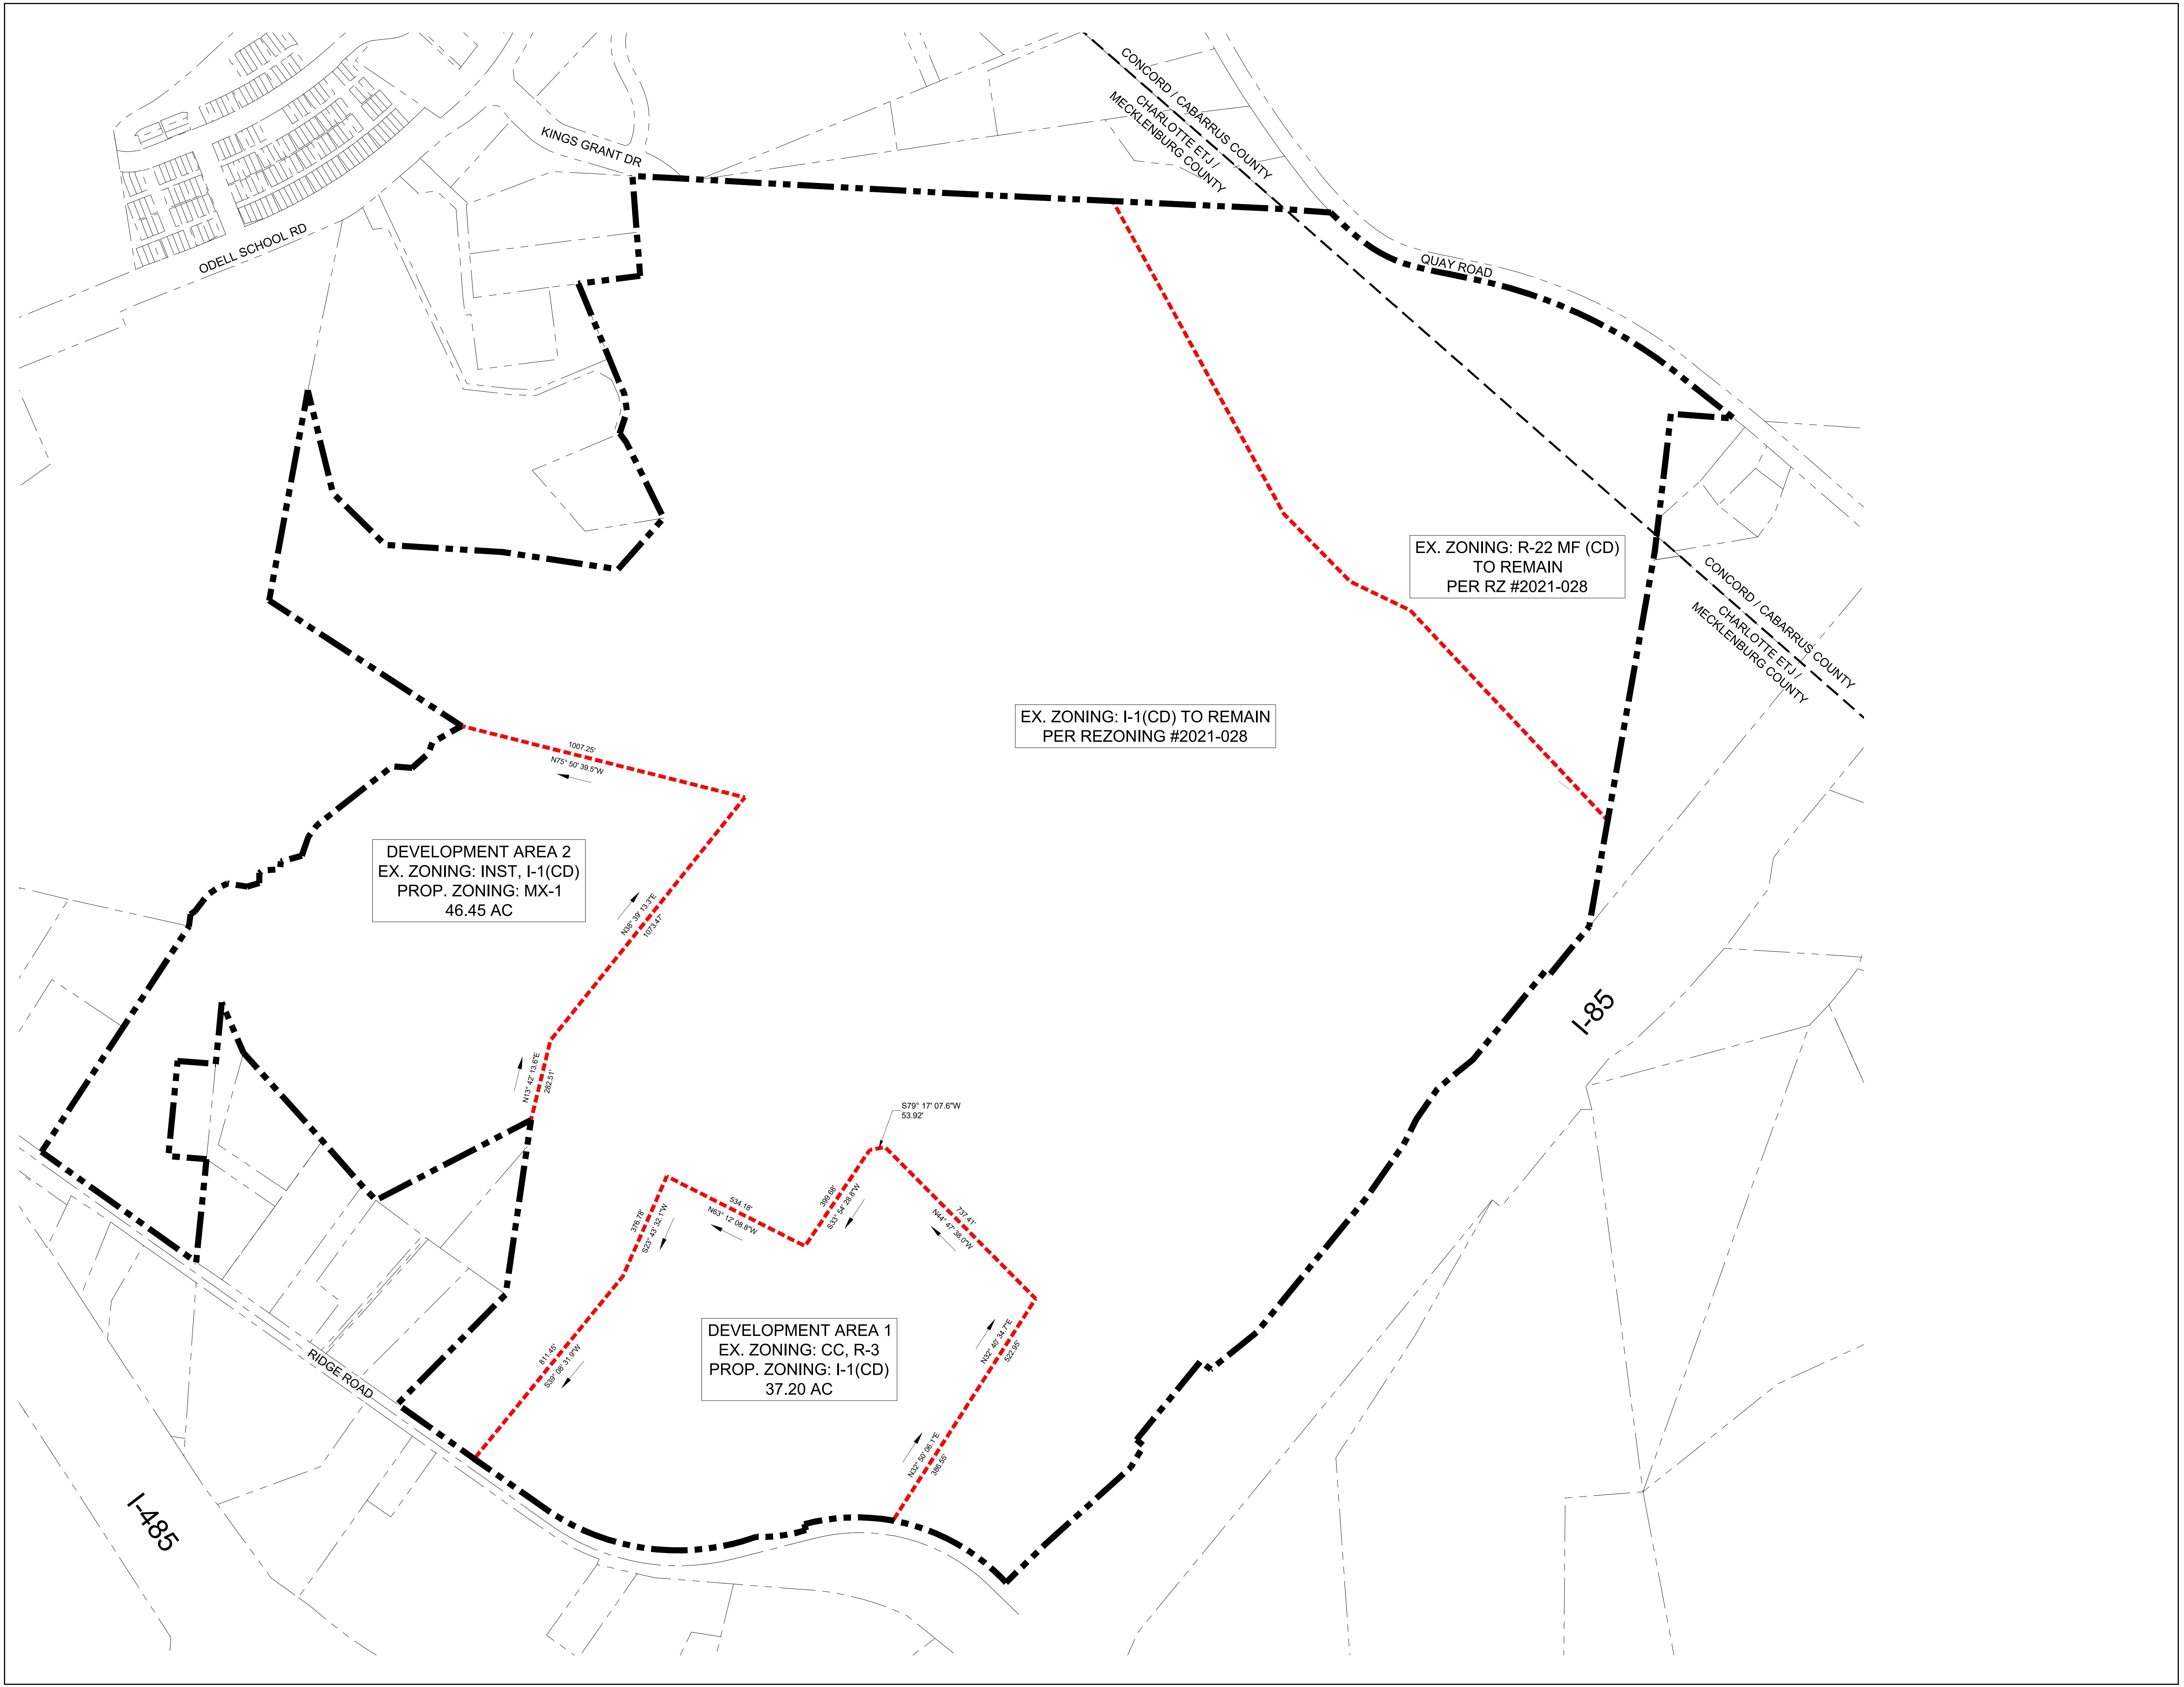 CONCORD / CABARRUS COUNTY
CHARLOTTE ETJ /
MECKLENBURG COUNTY
KINGS GRANT DR
ODELL SCHOOL RD
QUAY ROAD
EX. ZONING: R-22 MF (CD)
TO REMAIN
PER RZ #2021-028
CONCORD / CABARRUS COUNTY
CHARLOTTE ETJ /
MECKLENBURG COUNTY
EX. ZONING: I-1(CD) TO REMAIN
PER REZONING #2021-028
1007.25'
N75° 50' 39.5"W
DEVELOPMENT AREA 2
EX. ZONING: INST, I-1(CD)
PROP. ZONING: MX-1
46.45 AC
N38° 39' 13.3"E
1073.47'
I-85
N13° 42' 13.6"E
282.51'
S79° 17' 07.6"W
53.92'
376.78'
S23° 43' 32.1"W
534.18'
N63° 12' 08.8"W
399.68'
S33° 54' 28.8"W
737.41'
N44° 47' 38.0"W
811.45'
S39° 08' 31.9"W
DEVELOPMENT AREA 1
EX. ZONING: CC, R-3
PROP. ZONING: I-1(CD)
37.20 AC
N32° 40' 34.7"E
522.95'
N32° 50' 06.1"E
386.55'
RIDGE ROAD
I-485